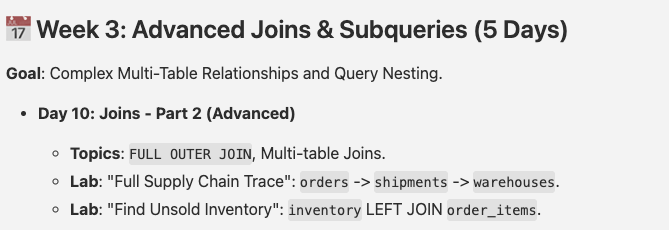 17 Week 3: Advanced Joins & Subqueries (5 Days)
Goal: Complex Multi-Table Relationships and Query Nesting.
• Day 10: Joins - Part 2 (Advanced)
◦ Topics: FULL OUTER JOIN, Multi-table Joins.
◦ Lab: "Full Supply Chain Trace": orders -> shipments -> warehouses.
◦ Lab: "Find Unsold Inventory": inventory LEFT JOIN order_items.